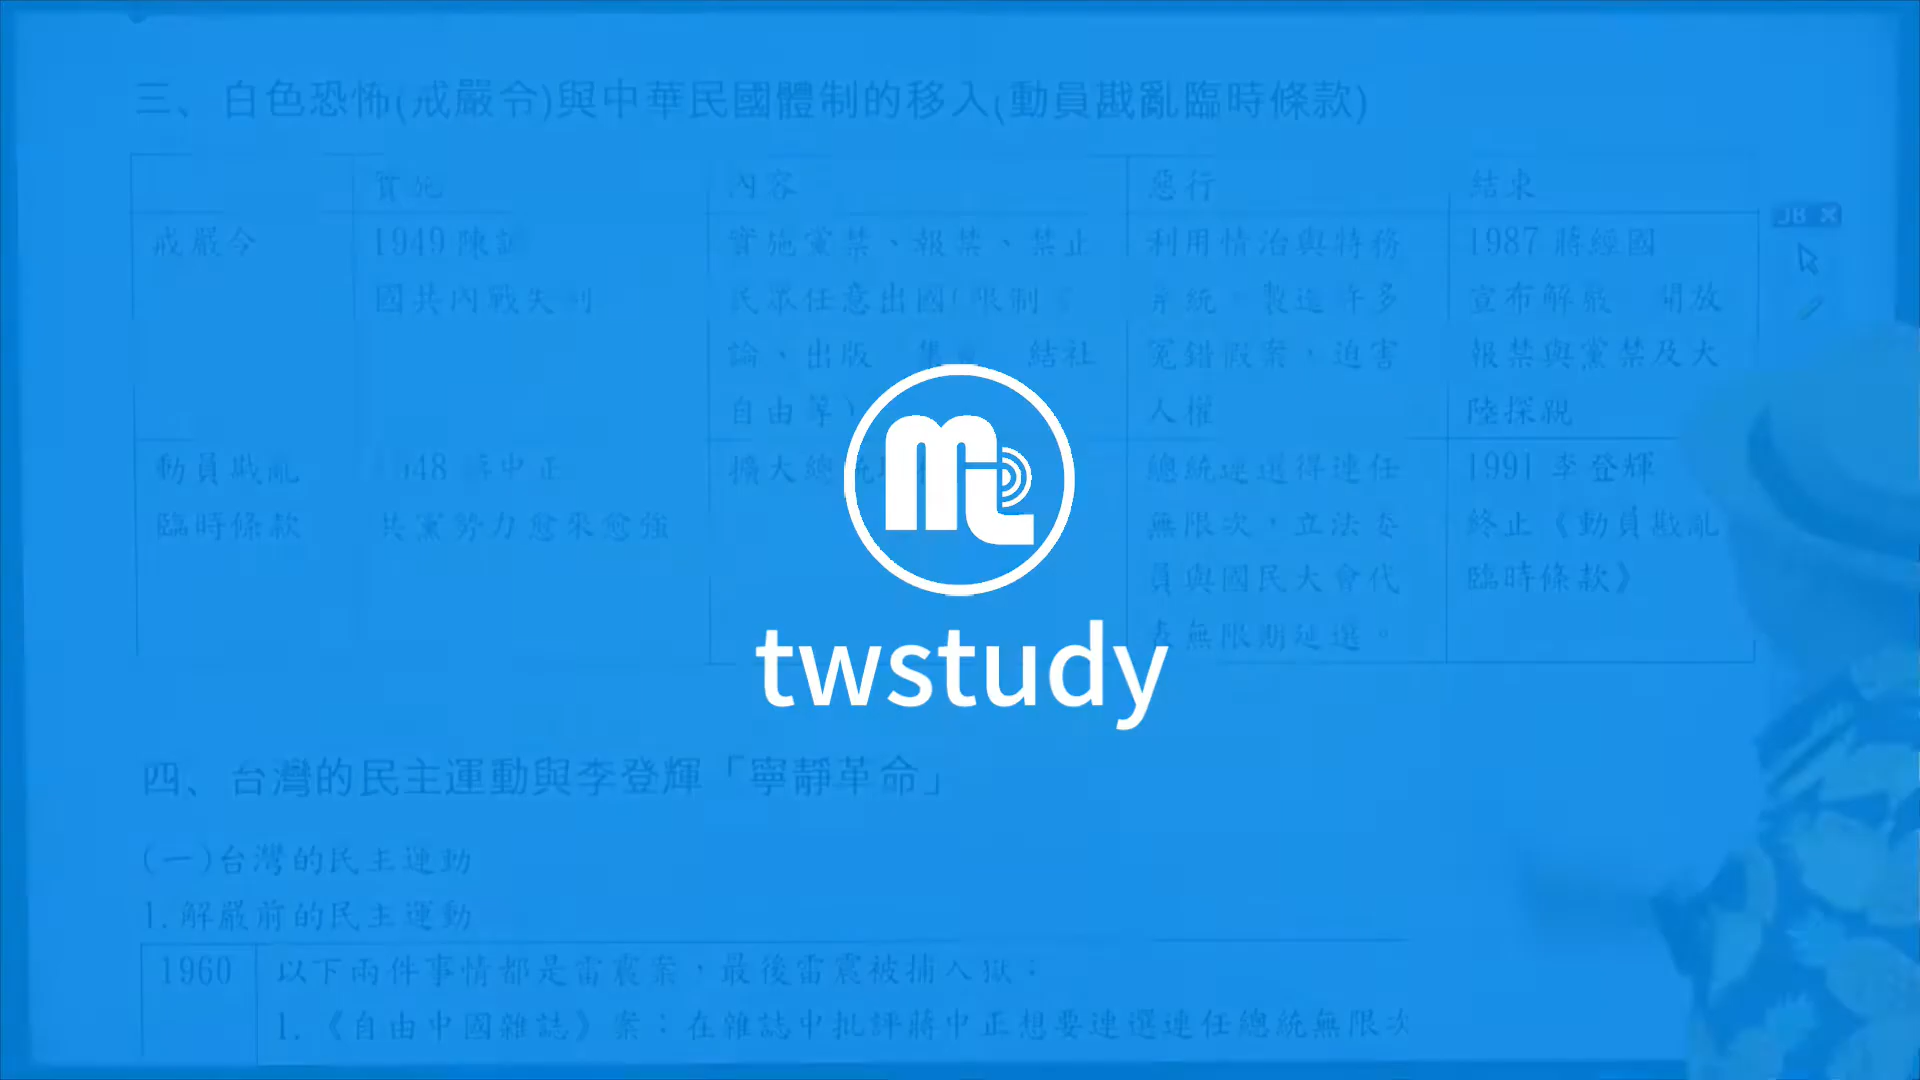 三、白色恐怖(戒嚴令)與中華民國體制的移入(動員戡亂臨時條款)
實施 內容 惡行 結束
戒嚴令 1949 陳誠 實施黨禁、報禁、禁止 利用情治與特務 1987 蔣經國
國共內戰失利 民眾任意出國(限制 系統,製造許多 宣布解嚴 開放
論、出版 集 結社 冤錯假案,迫害 報禁與黨禁及大
自由等) 人權 陸探親
動員戡亂 48 蔣中正 擴大總統 總統連選得連任 1991 李登輝
臨時條款 共黨勢力愈來愈強 無限次,立法委 終止《動員戡亂
員與國民大會代 臨時條款》
表無限期延選。
JR
twstudy
四、台灣的民主運動與李登輝「寧靜革命」
(一)台灣的民主運動
1.解嚴前的民主運動
1960 以下兩件事情都是雷震案,最後雷震被捕入獄:
1.《自由中國雜誌》案:在雜誌中批評蔣中正想要連選連任總統無限次